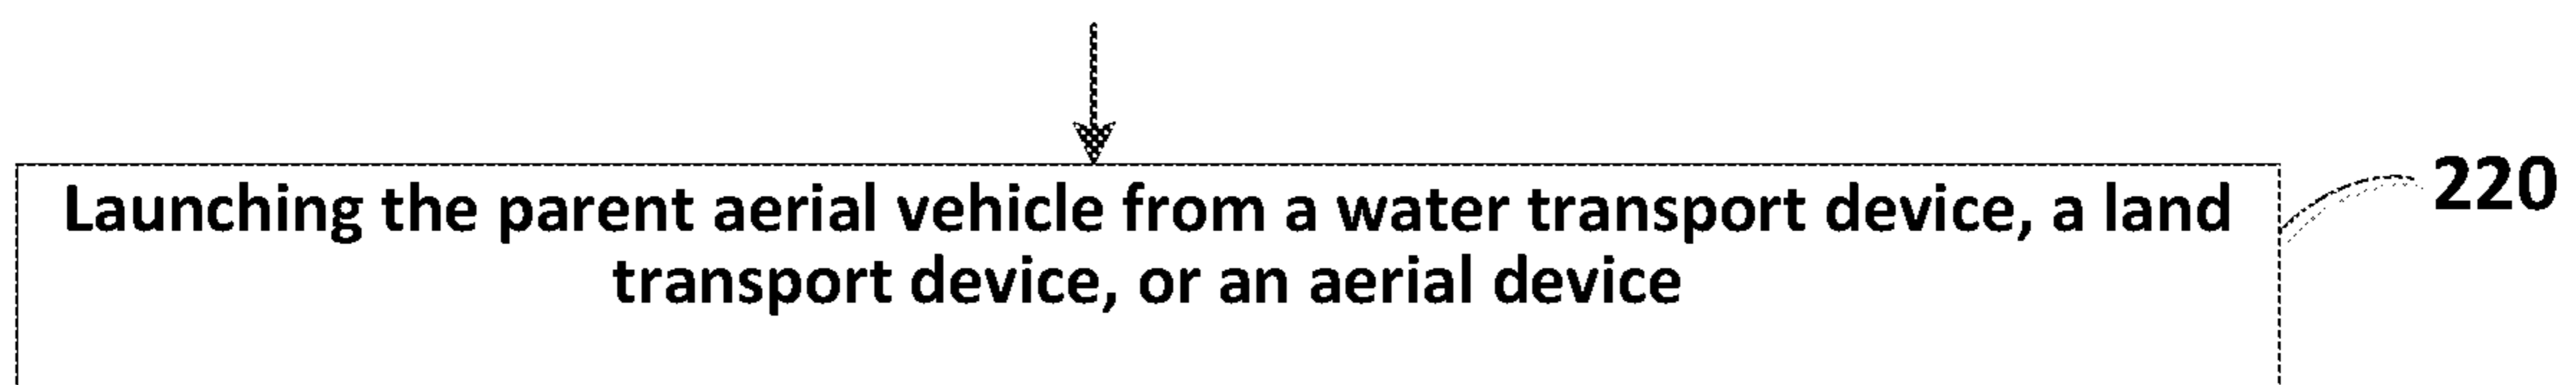 Launching the parent aerial vehicle from a water transport device, a land
transport device, or an aerial device
220